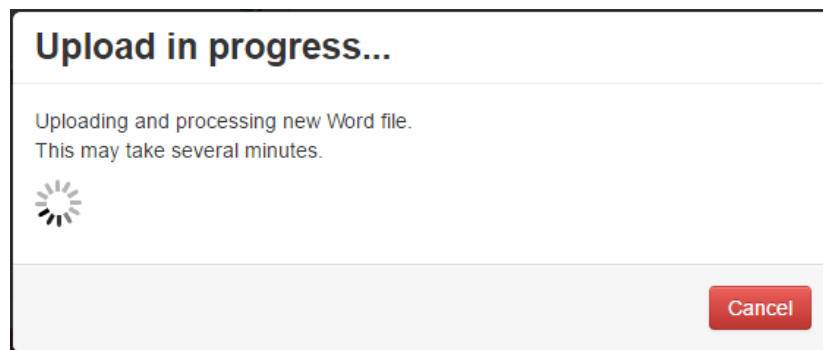 Upload in progress...
Uploading and processing new Word file.
This may take several minutes.
Cancel